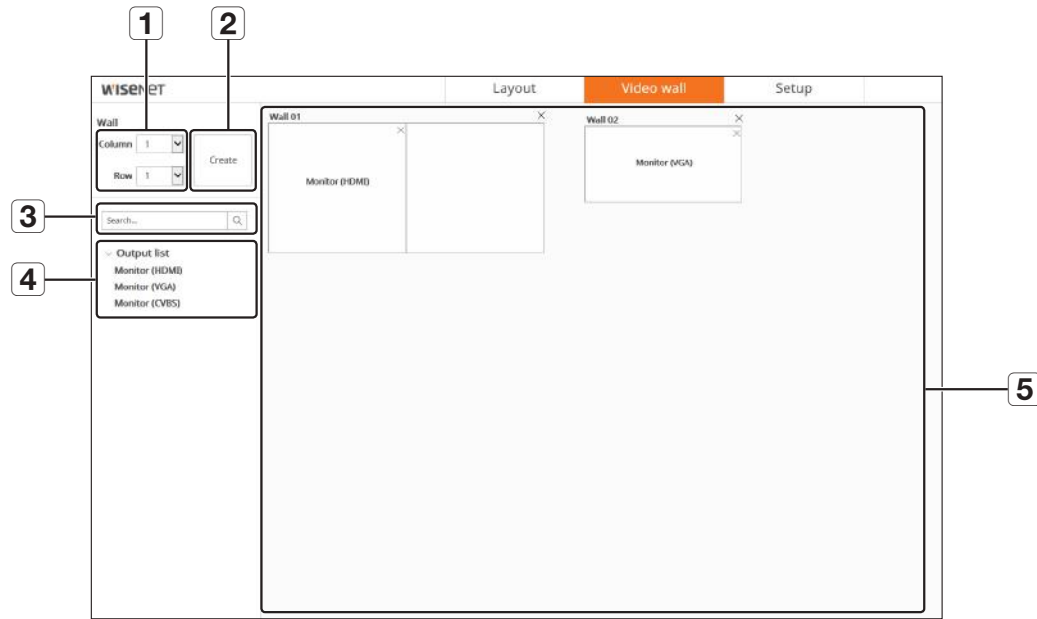 1
2
WISENET
Layout
Video wall
Setup
Wall
Column 1
Row 1
Create
3
Search...
4
Output list
Monitor (HDMI)
Monitor (VGA)
Monitor (CVBS)
Wall 01
Monitor (HDMI)
Wall 02
Monitor (VGA)
5